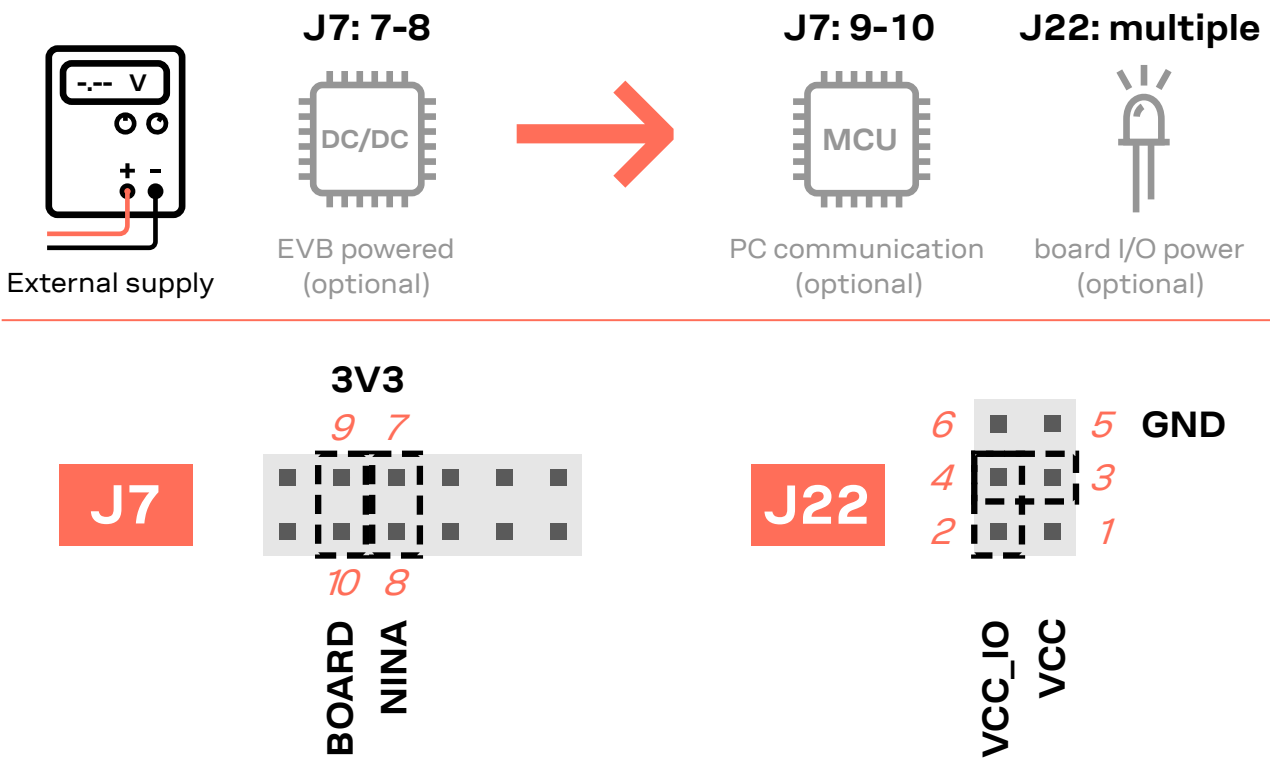 J7: 7-8
J7: 9-10
J22: multiple
-.-- V
DC/DC
MCU
+ -
External supply
EVB powered
(optional)
PC communication
(optional)
board I/O power
(optional)
3V3
9 7
J7
10 8
BOARD
NINA
6 5 GND
4 3
J22
2 1
VCC_IO
VCC